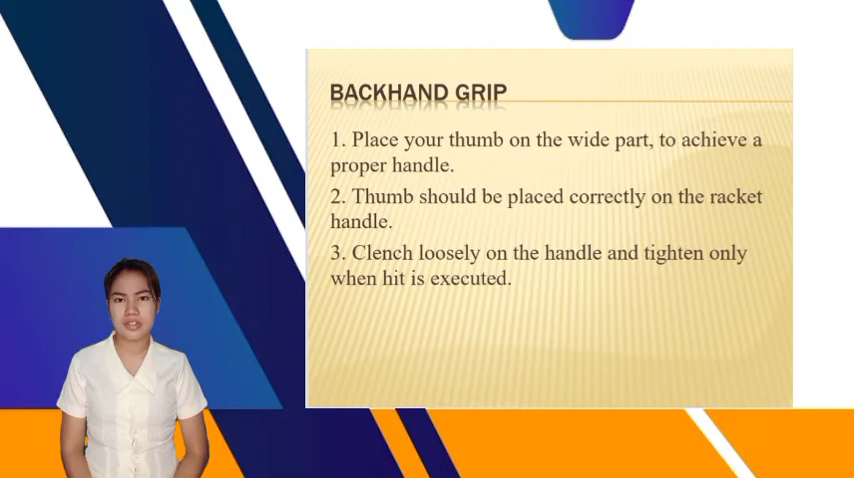 BACKHAND GRIP
1. Place your thumb on the wide part, to achieve a
proper handle.
2. Thumb should be placed correctly on the racket
handle.
3. Clench loosely on the handle and tighten only
when hit is executed.